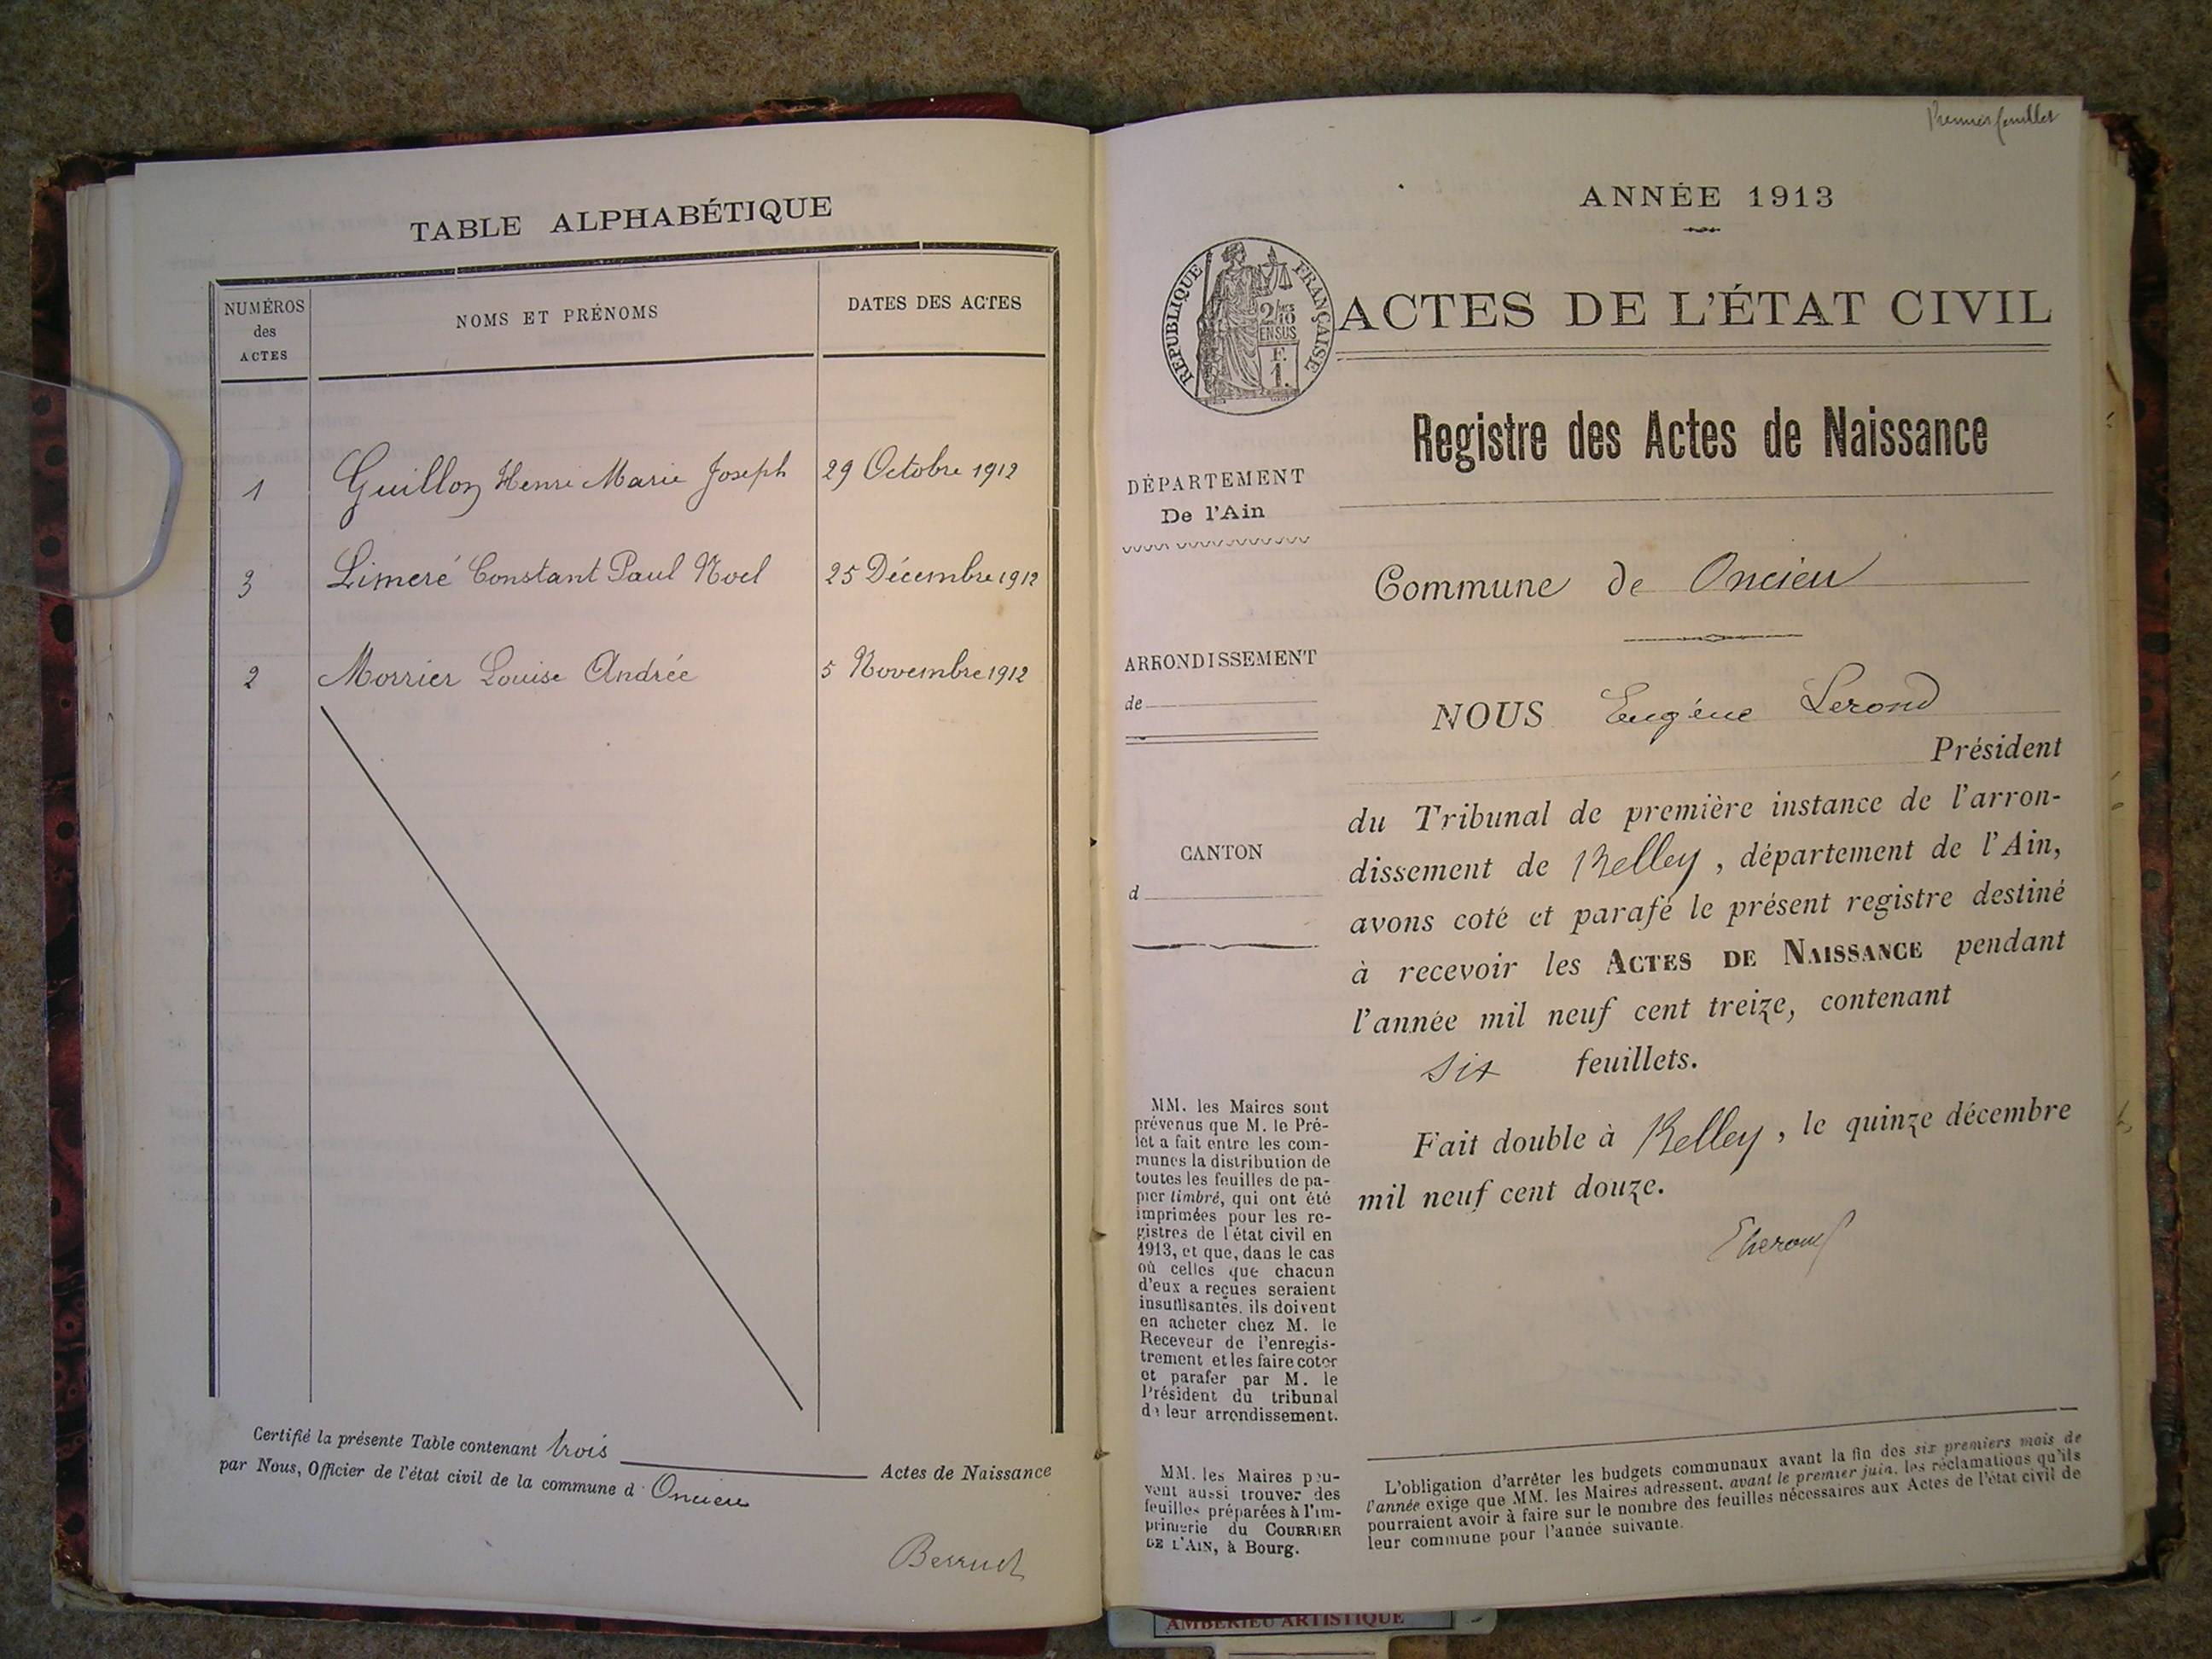 TABLE ALPHABÉTIQUE
NUMÉROS
des
ACTES
NOMS ET PRÉNOMS
DATES DES ACTES
1 Guillon Henri Marie Joseph 29 Octobre 1912
3 Limeré Constant Paul Noel 25 Décembre 1912
2 Morrier Louise Andrée 5 Novembre 1912
Certifié la présente Table contenant trois Actes de Naissance
par Nous, Officier de l'état civil de la commune d Oncieu
Premier feuillet
ANNÉE 1913
RÉPUBLIQUE FRANÇAISE
2/10
EN SUS
F.
1.
ACTES DE L'ÉTAT CIVIL
Registre des Actes de Naissance
DÉPARTEMENT
De l'Ain
Commune de Oncieu
ARRONDISSEMENT
de
NOUS Eugène Lerond
Président
du Tribunal de première instance de l'arron-
dissement de Belley, département de l'Ain,
avons coté et parafé le présent registre destiné
à recevoir les ACTES DE NAISSANCE pendant
l'année mil neuf cent treize, contenant
six feuillets.
CANTON
d
Fait double à Belley, le quinze décembre
mil neuf cent douze.
MM. les Maires sont
prévenus que M. le Pré-
fet a fait entre les com-
munes la distribution de
toutes les feuilles de pa-
pier timbré, qui ont été
imprimées pour les re-
gistres de l'état civil en
1913, et que, dans le cas
où celles que chacun
d'eux a reçues seraient
insuffisantes, ils doivent
en acheter chez M. le
Receveur de l'enregis-
trement et les faire coter
et parafer par M. le
Président du tribunal
de leur arrondissement.
MM. les Maires peu-
vent aussi trouver des
feuilles préparées à l'im-
primerie du COURRIER
DE L'AIN, à Bourg.
L'obligation d'arrêter les budgets communaux avant la fin des six premiers mois de
l'année exige que MM. les Maires adressent, avant le premier juin, les réclamations qu'ils
pourraient avoir à faire sur le nombre des feuilles nécessaires aux Actes de l'état civil de
leur commune pour l'année suivante.
AMBERIEU ARTISTIQUE